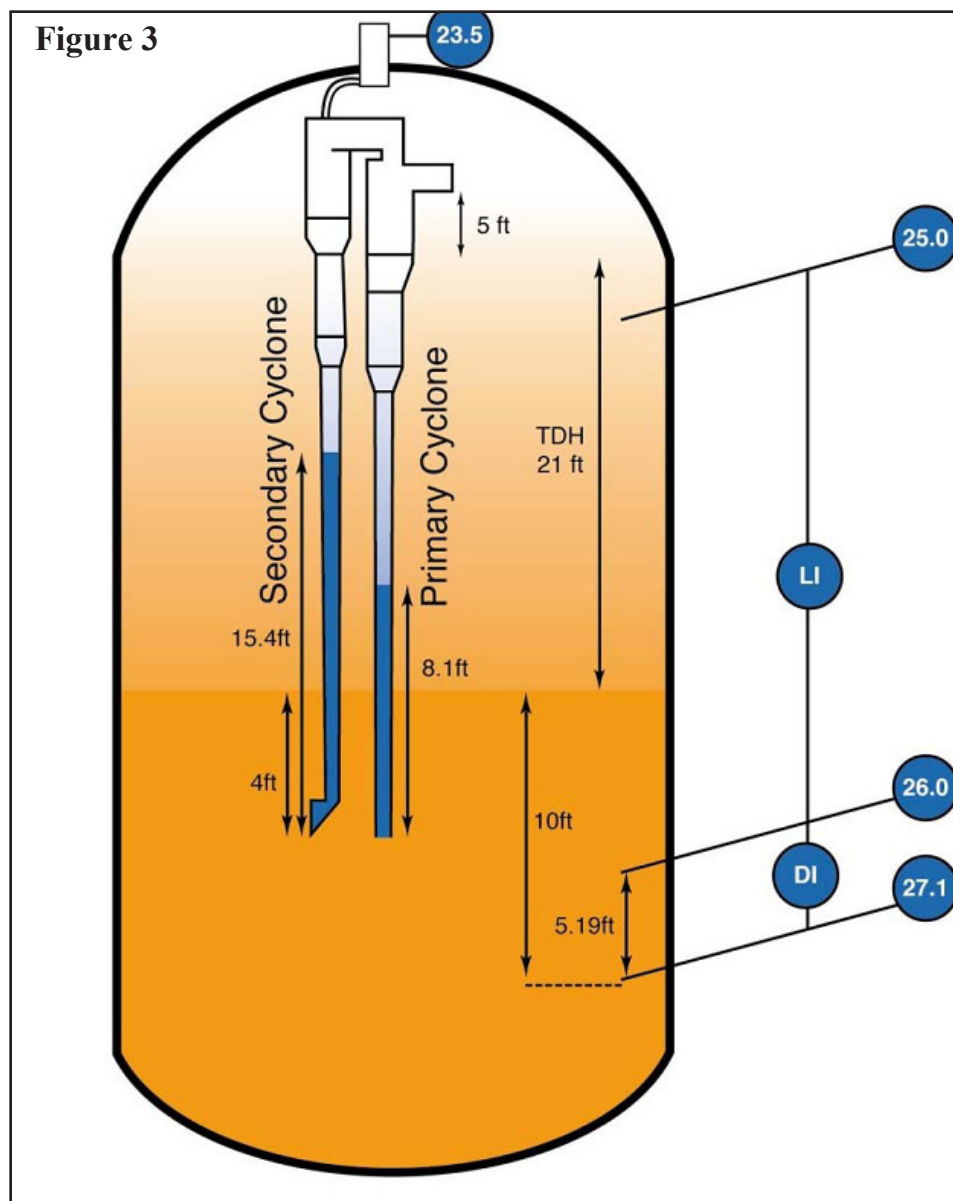 Figure 3
23.5
5 ft
25.0
Secondary Cyclone
Primary Cyclone
TDH
21 ft
LI
15.4ft
8.1ft
4ft
10ft
26.0
DI
27.1
5.19ft